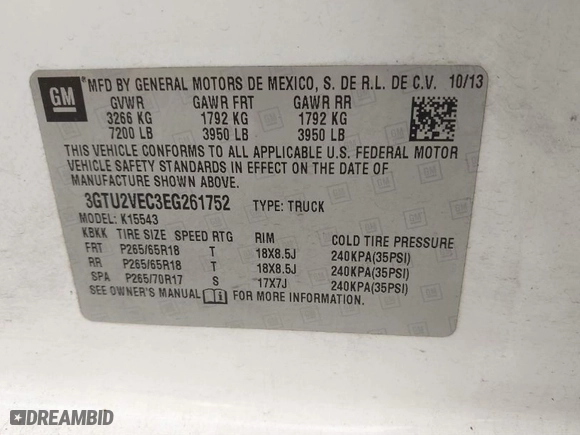 GM MFD BY GENERAL MOTORS DE MEXICO, S. DE R.L. DE C.V. 10/13
GVWR GAWR FRT GAWR RR
3266 KG 1792 KG 1792 KG
7200 LB 3950 LB 3950 LB
THIS VEHICLE CONFORMS TO ALL APPLICABLE U.S. FEDERAL MOTOR
VEHICLE SAFETY STANDARDS IN EFFECT ON THE DATE OF
MANUFACTURE SHOWN ABOVE.
3GTU2VEC3EG261752 TYPE: TRUCK
MODEL: K15543
KBKK TIRE SIZE SPEED RTG RIM COLD TIRE PRESSURE
FRT P265/65R18 T 18X8.5J 240KPA(35PSI)
RR P265/65R18 T 18X8.5J 240KPA(35PSI)
SPA P265/70R17 S 17X7J 240KPA(35PSI)
SEE OWNER'S MANUAL FOR MORE INFORMATION
DREAMBID